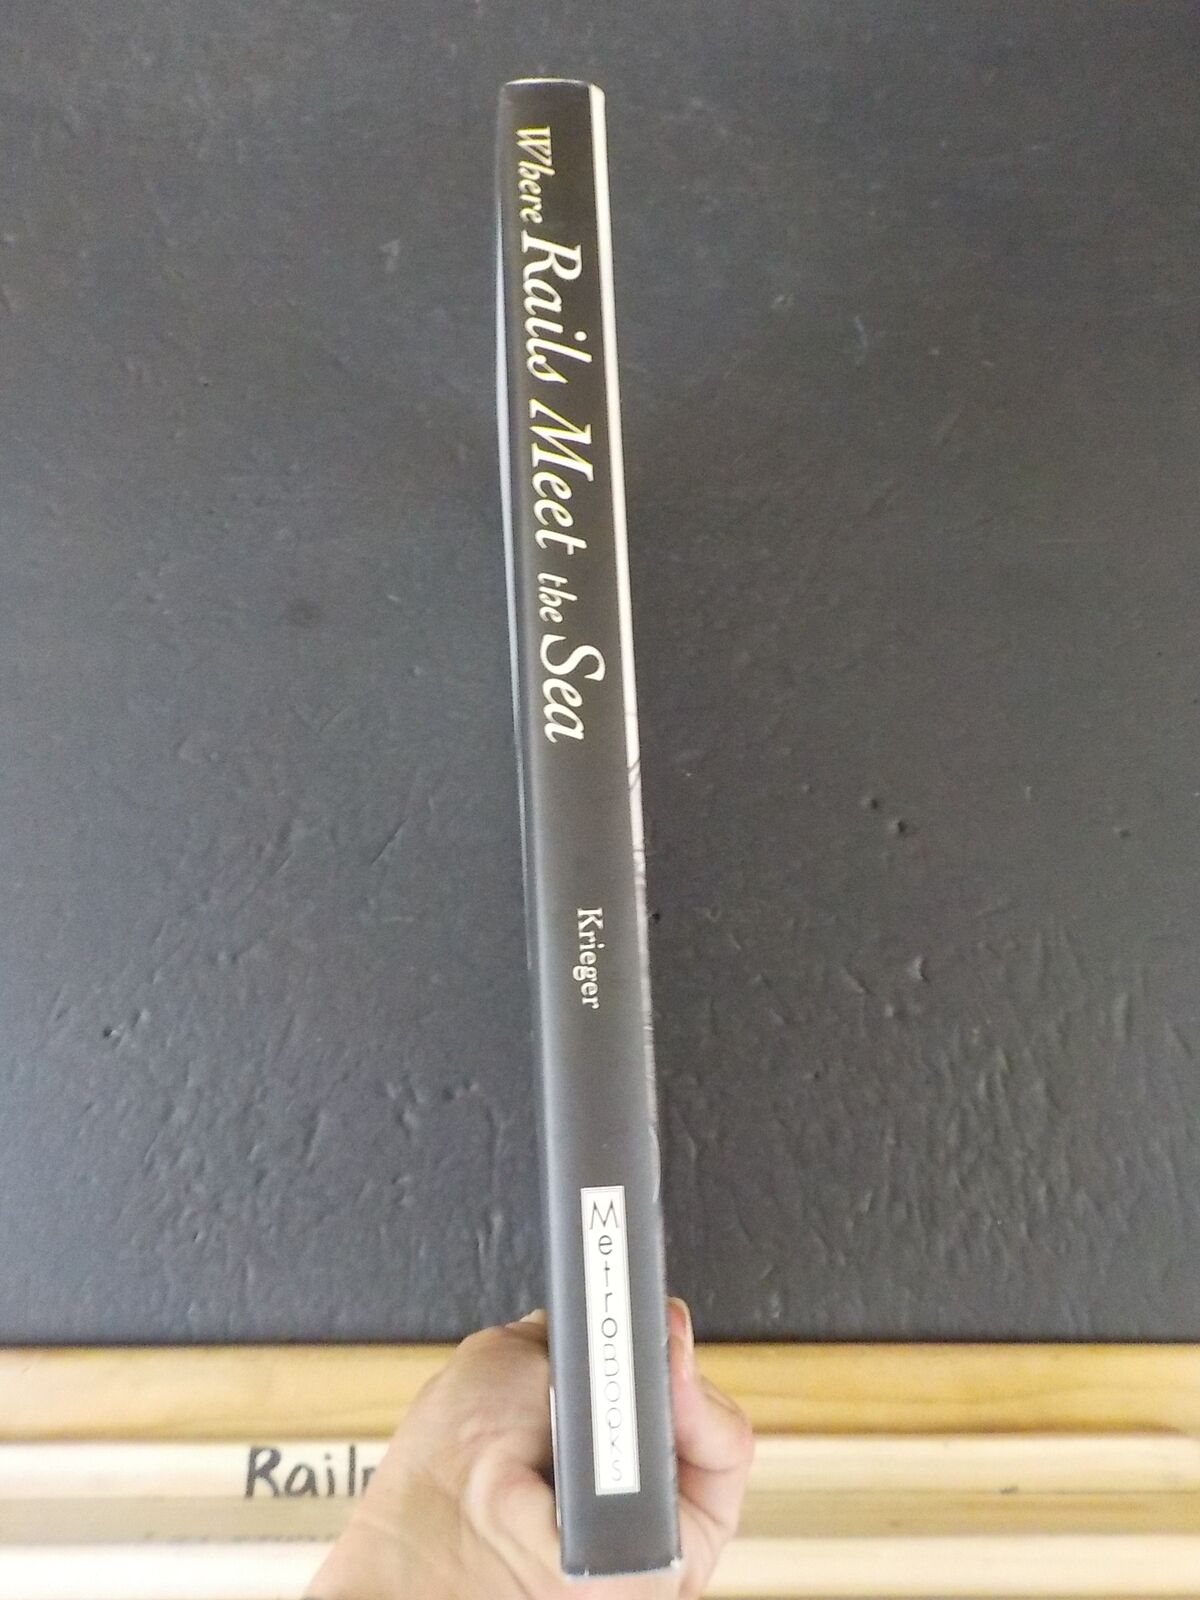 Where Rails Meet the Sea
Krieger
MetroBooks
Rail